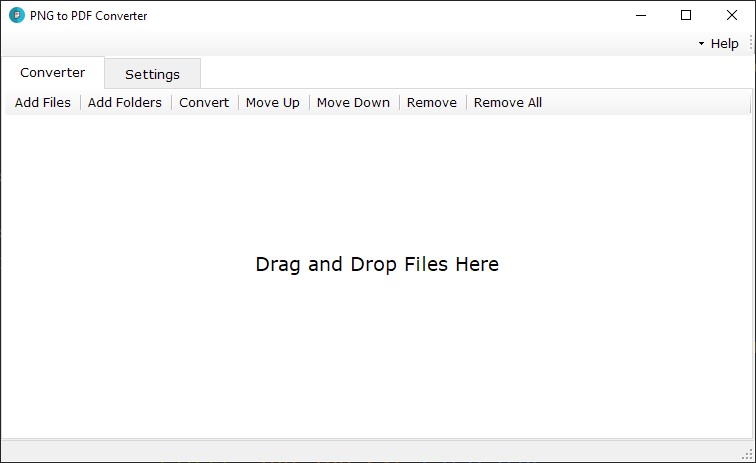 PNG to PDF Converter
Help
Converter Settings
Add Files Add Folders Convert Move Up Move Down Remove Remove All
Drag and Drop Files Here